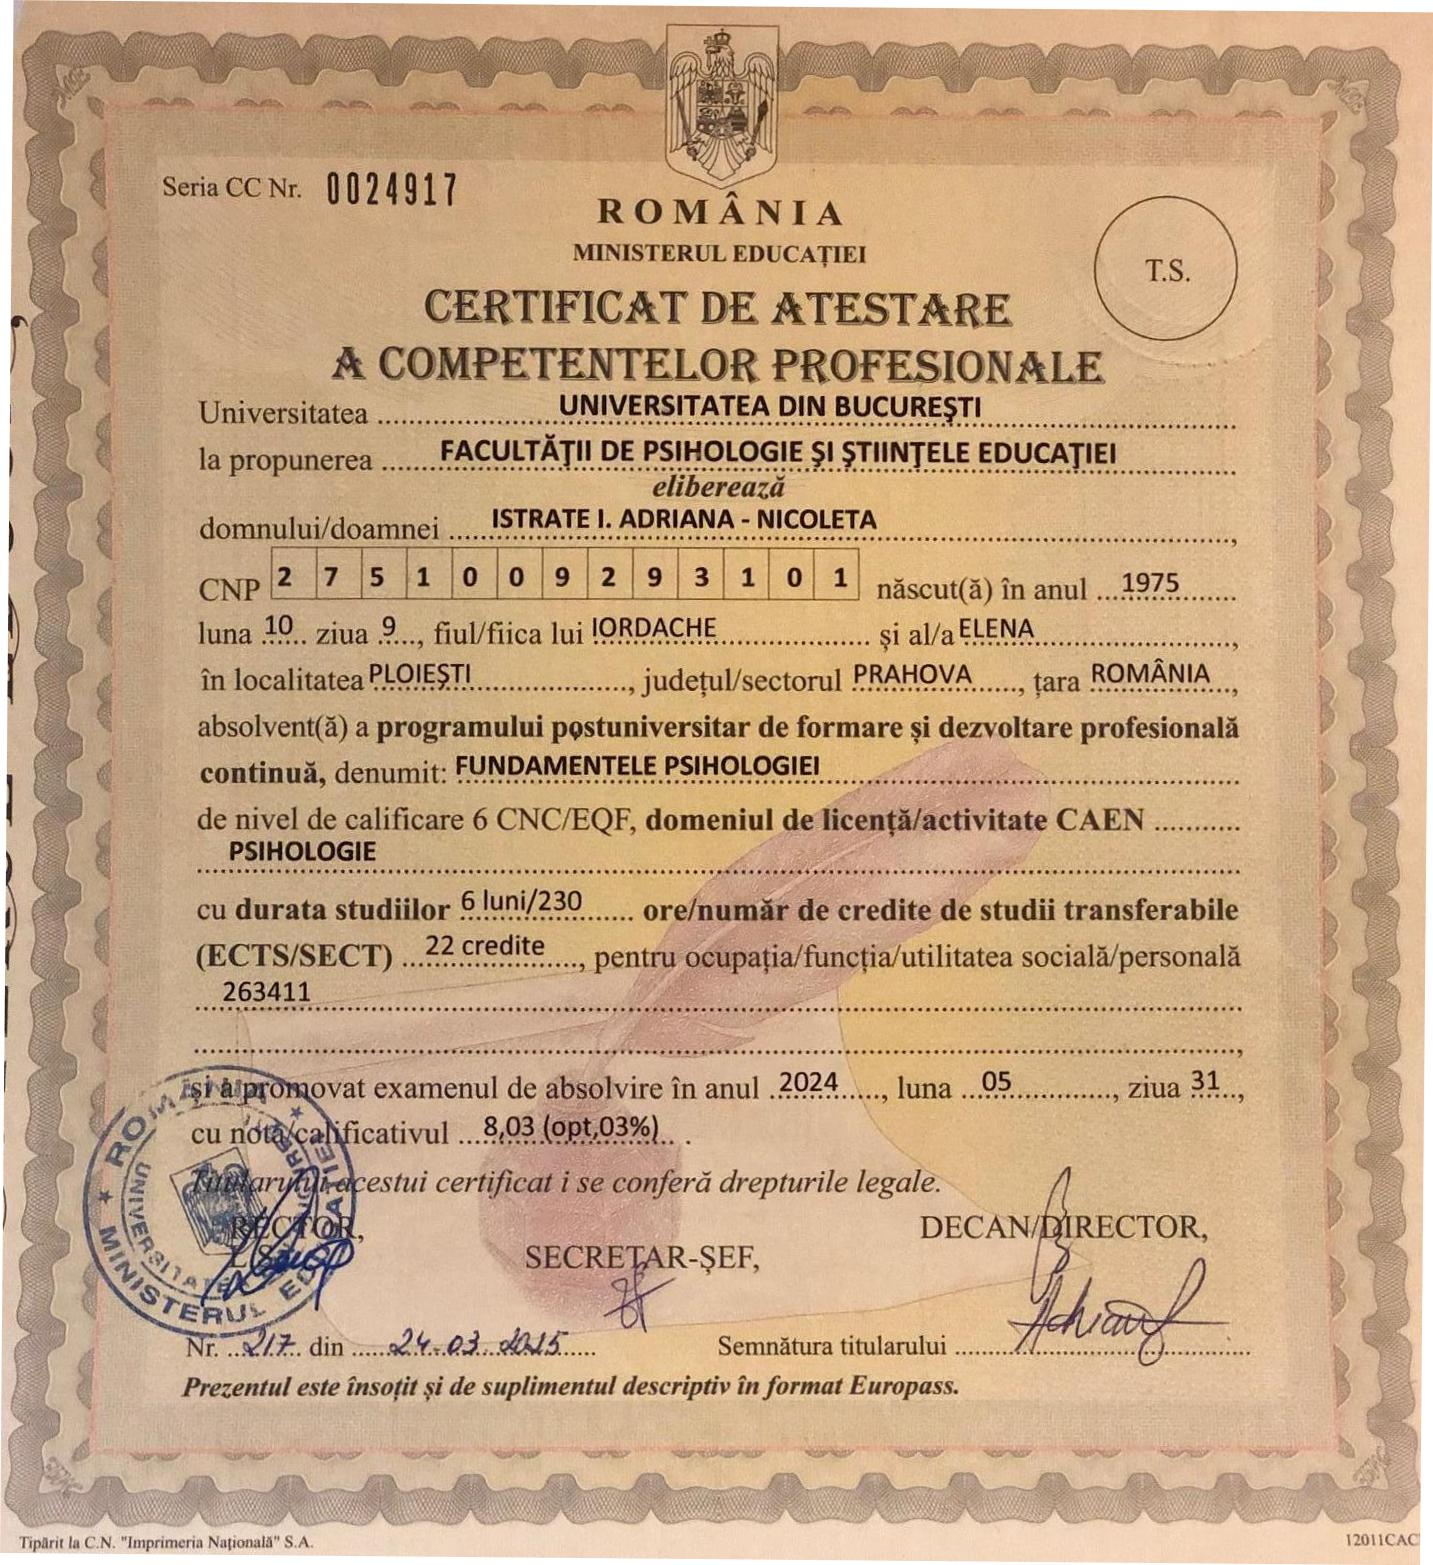 Seria CC Nr. 0024917
ROMÂNIA
MINISTERUL EDUCAȚIEI
T.S.
CERTIFICAT DE ATESTARE
A COMPETENTELOR PROFESIONALE
Universitatea UNIVERSITATEA DIN BUCUREŞTI
la propunerea FACULTĂŢII DE PSIHOLOGIE ŞI ŞTIINŢELE EDUCAŢIEI
eliberează
domnului/doamnei ISTRATE I. ADRIANA - NICOLETA,
CNP 2 7 5 1 0 0 9 2 9 3 1 0 1 născut(ă) în anul 1975
luna 10 ziua 9, fiul/fiica lui IORDACHE și al/a ELENA,
în localitatea PLOIEŞTI, județul/sectorul PRAHOVA, țara ROMÂNIA,
absolvent(ă) a programului postuniversitar de formare și dezvoltare profesională
continuă, denumit: FUNDAMENTELE PSIHOLOGIEI
de nivel de calificare 6 CNC/EQF, domeniul de licență/activitate CAEN
PSIHOLOGIE
cu durata studiilor 6 luni/230 ore/număr de credite de studii transferabile
(ECTS/SECT) 22 credite, pentru ocupația/funcția/utilitatea socială/personală
263411
și a promovat examenul de absolvire în anul 2024, luna 05, ziua 31,
cu nota/calificativul 8,03 (opt,03%).
Titularului acestui certificat i se conferă drepturile legale.
RECTOR,
L.S.
SECRETAR-ȘEF,
DECAN/DIRECTOR,
ROMÂNIA
MINISTERUL EDUCAȚIEI
UNIVERSITATEA
Nr. 217 din 24.03.2025 Semnătura titularului
Prezentul este însoțit și de suplimentul descriptiv în format Europass.
Tipărit la C.N. "Imprimeria Națională" S.A.
12011CAC